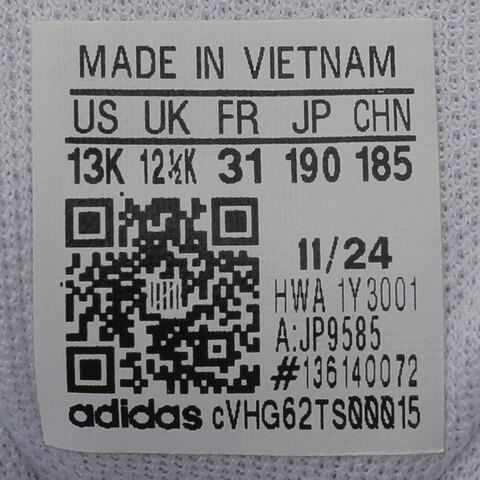 MADE IN VIETNAM
US UK FR JP CHN
13K 12½K 31 190 185
11/24
HWA 1Y3001
A:JP9585
#136140072
adidas cVHG62TS00015